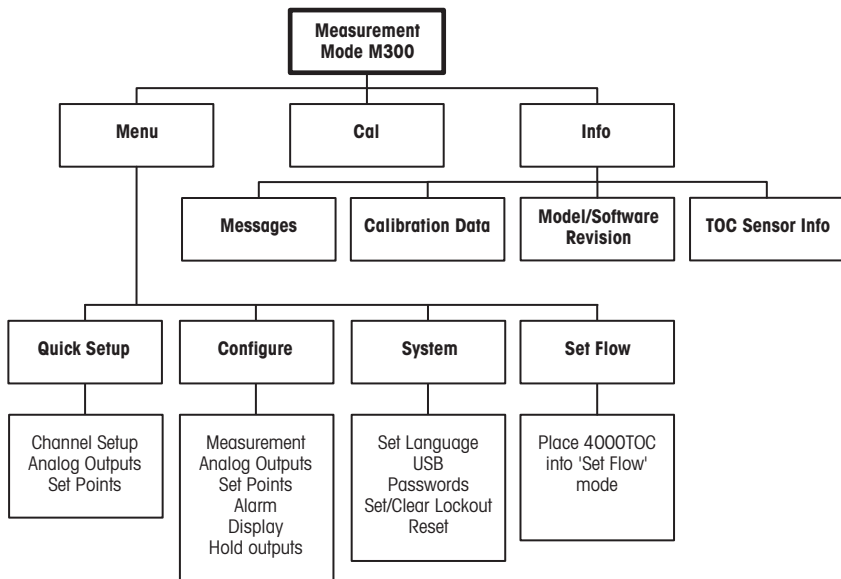 Measurement
Mode M300
Menu
Cal
Info
Messages
Calibration Data
Model/Software
Revision
TOC Sensor Info
Quick Setup
Configure
System
Set Flow
Channel Setup
Analog Outputs
Set Points
Measurement
Analog Outputs
Set Points
Alarm
Display
Hold outputs
Set Language
USB
Passwords
Set/Clear Lockout
Reset
Place 4000TOC
into 'Set Flow'
mode